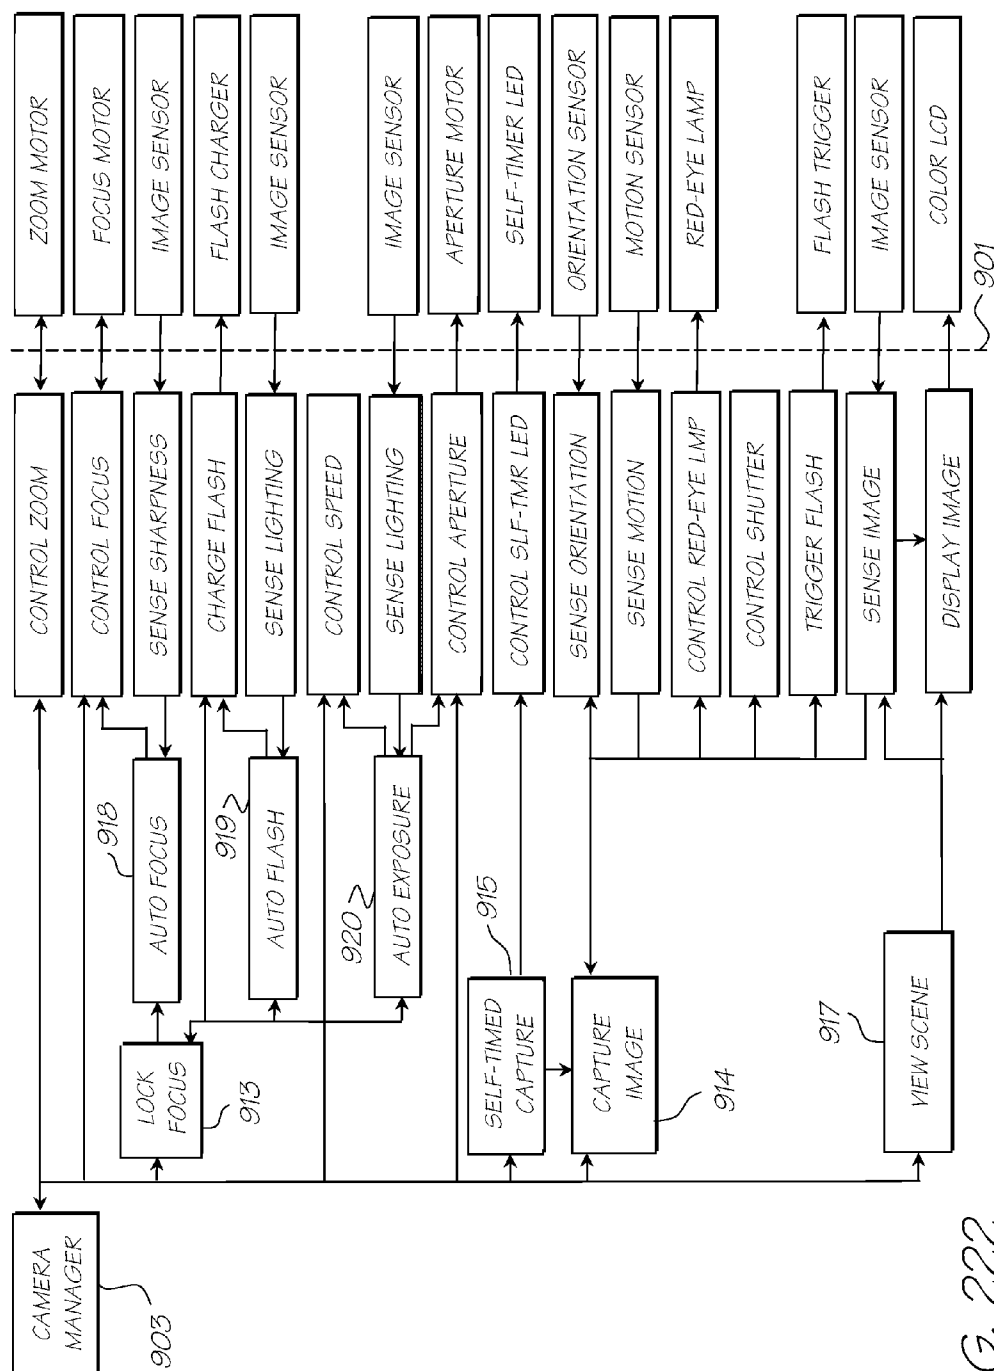 CAMERA
MANAGER
903
LOCK
FOCUS
913
AUTO FOCUS
918
AUTO FLASH
919
AUTO EXPOSURE
920
SELF-TIMED
CAPTURE
915
CAPTURE
IMAGE
914
VIEW SCENE
917
CONTROL ZOOM
CONTROL FOCUS
SENSE SHARPNESS
CHARGE FLASH
SENSE LIGHTING
CONTROL SPEED
SENSE LIGHTING
CONTROL APERTURE
CONTROL SLF-TMR LED
SENSE ORIENTATION
SENSE MOTION
CONTROL RED-EYE LMP
CONTROL SHUTTER
TRIGGER FLASH
SENSE IMAGE
DISPLAY IMAGE
ZOOM MOTOR
FOCUS MOTOR
IMAGE SENSOR
FLASH CHARGER
IMAGE SENSOR
IMAGE SENSOR
APERTURE MOTOR
SELF-TIMER LED
ORIENTATION SENSOR
MOTION SENSOR
RED-EYE LAMP
FLASH TRIGGER
IMAGE SENSOR
COLOR LCD
901
G. 222